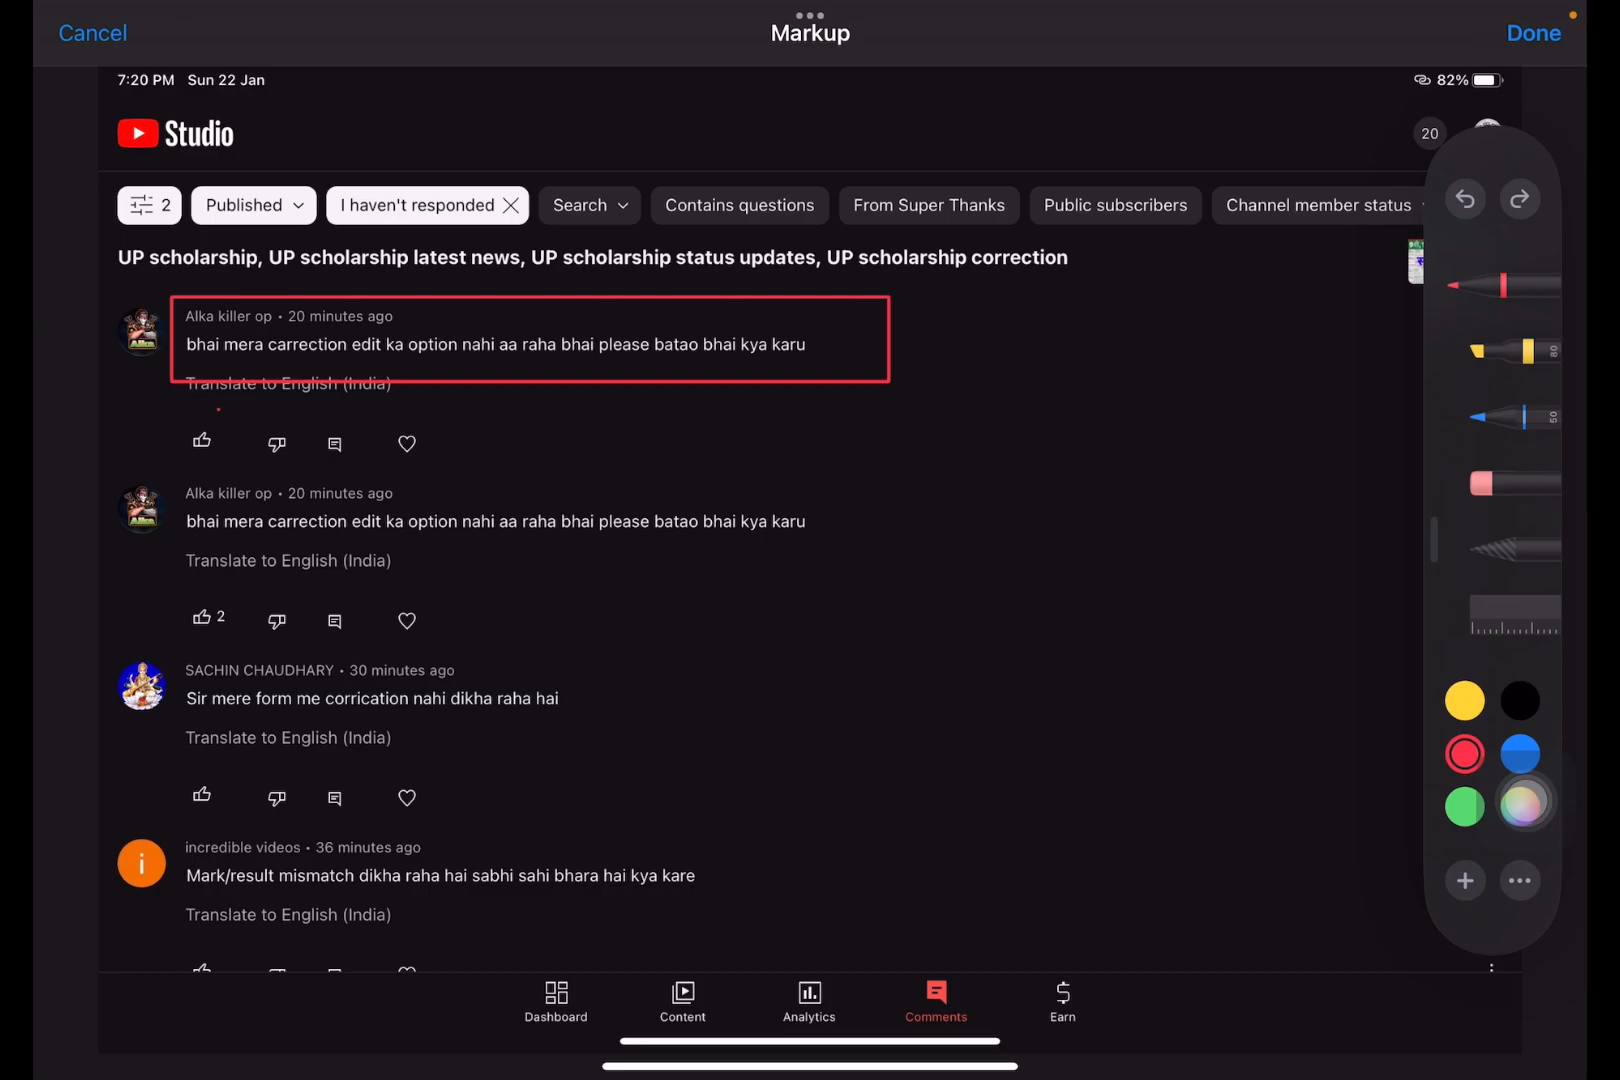 Cancel
Markup
Done
7:20 PM Sun 22 Jan
82%
Studio
20
2
Published
I haven't responded
Search
Contains questions
From Super Thanks
Public subscribers
Channel member status
UP scholarship, UP scholarship latest news, UP scholarship status updates, UP scholarship correction
Alka killer op • 20 minutes ago
bhai mera carrection edit ka option nahi aa raha bhai please batao bhai kya karu
Translate to English (India)
Alka killer op • 20 minutes ago
bhai mera carrection edit ka option nahi aa raha bhai please batao bhai kya karu
Translate to English (India)
2
SACHIN CHAUDHARY • 30 minutes ago
Sir mere form me corrication nahi dikha raha hai
Translate to English (India)
i
incredible videos • 36 minutes ago
Mark/result mismatch dikha raha hai sabhi sahi bhara hai kya kare
Translate to English (India)
80
50
Dashboard
Content
Analytics
Comments
Earn